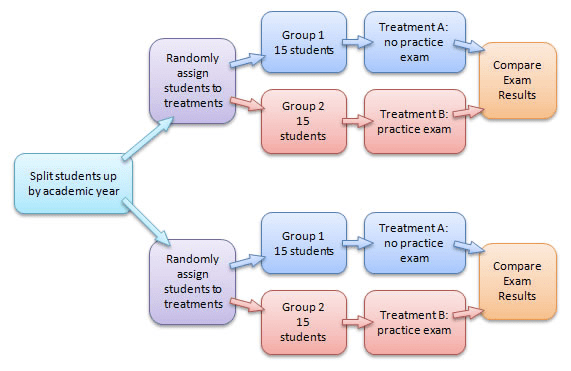 Split students up
by academic year
Randomly
assign
students to
treatments
Group 1
15 students
Treatment A:
no practice
exam
Group 2
15
students
Treatment B:
practice exam
Compare
Exam
Results
Randomly
assign
students to
treatments
Group 1
15 students
Treatment A:
no practice
exam
Group 2
15
students
Treatment B:
practice exam
Compare
Exam
Results